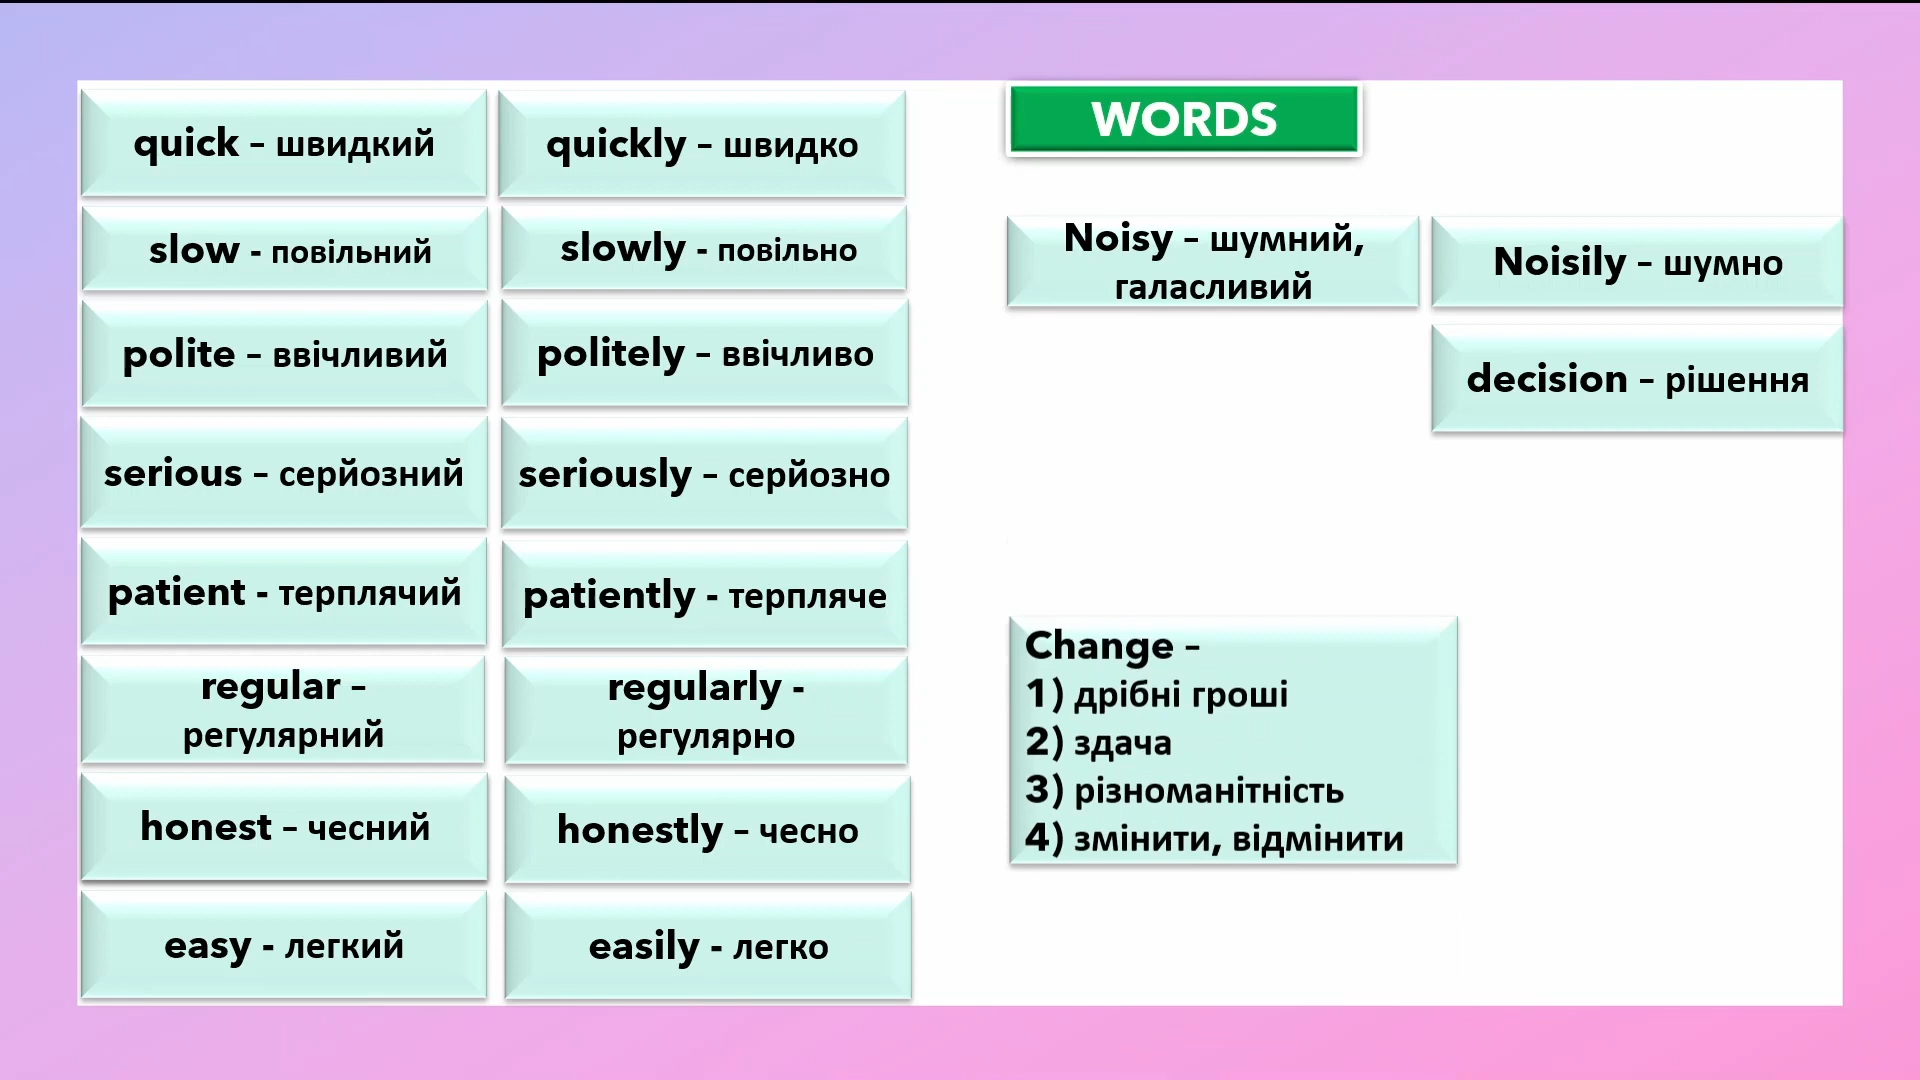 quick – швидкий
quickly – швидко
slow - повільний
slowly - повільно
polite – ввічливий
politely – ввічливо
serious – серйозний
seriously – серйозно
patient - терплячий
patiently - терпляче
regular –
регулярний
regularly -
регулярно
honest – чесний
honestly – чесно
easy - легкий
easily - легко
WORDS
Noisy – шумний,
галасливий
Noisily – шумно
decision – рішення
Change –
1) дрібні гроші
2) здача
3) різноманітність
4) змінити, відмінити